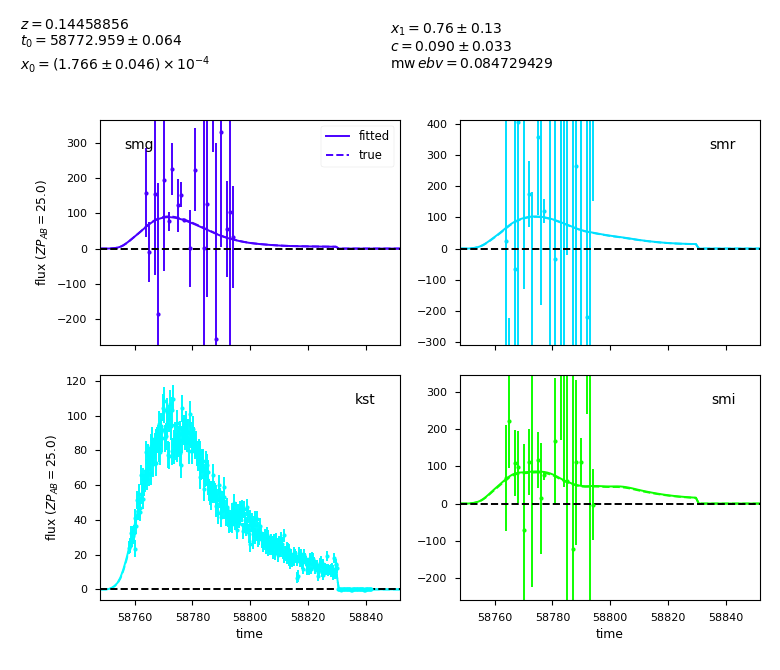 z = 0.14458856
t₀ = 58772.959 ± 0.064
x₀ = (1.766 ± 0.046) × 10⁻⁴
x₁ = 0.76 ± 0.13
c = 0.090 ± 0.033
mw ebv = 0.084729429
smg
fitted
true
300
200
100
0
−100
−200
flux (ZP_AB = 25.0)
smr
400
300
200
100
0
−100
−200
−300
kst
120
100
80
60
40
20
0
flux (ZP_AB = 25.0)
58760 58780 58800 58820 58840
time
smi
300
200
100
0
−100
−200
58760 58780 58800 58820 58840
time